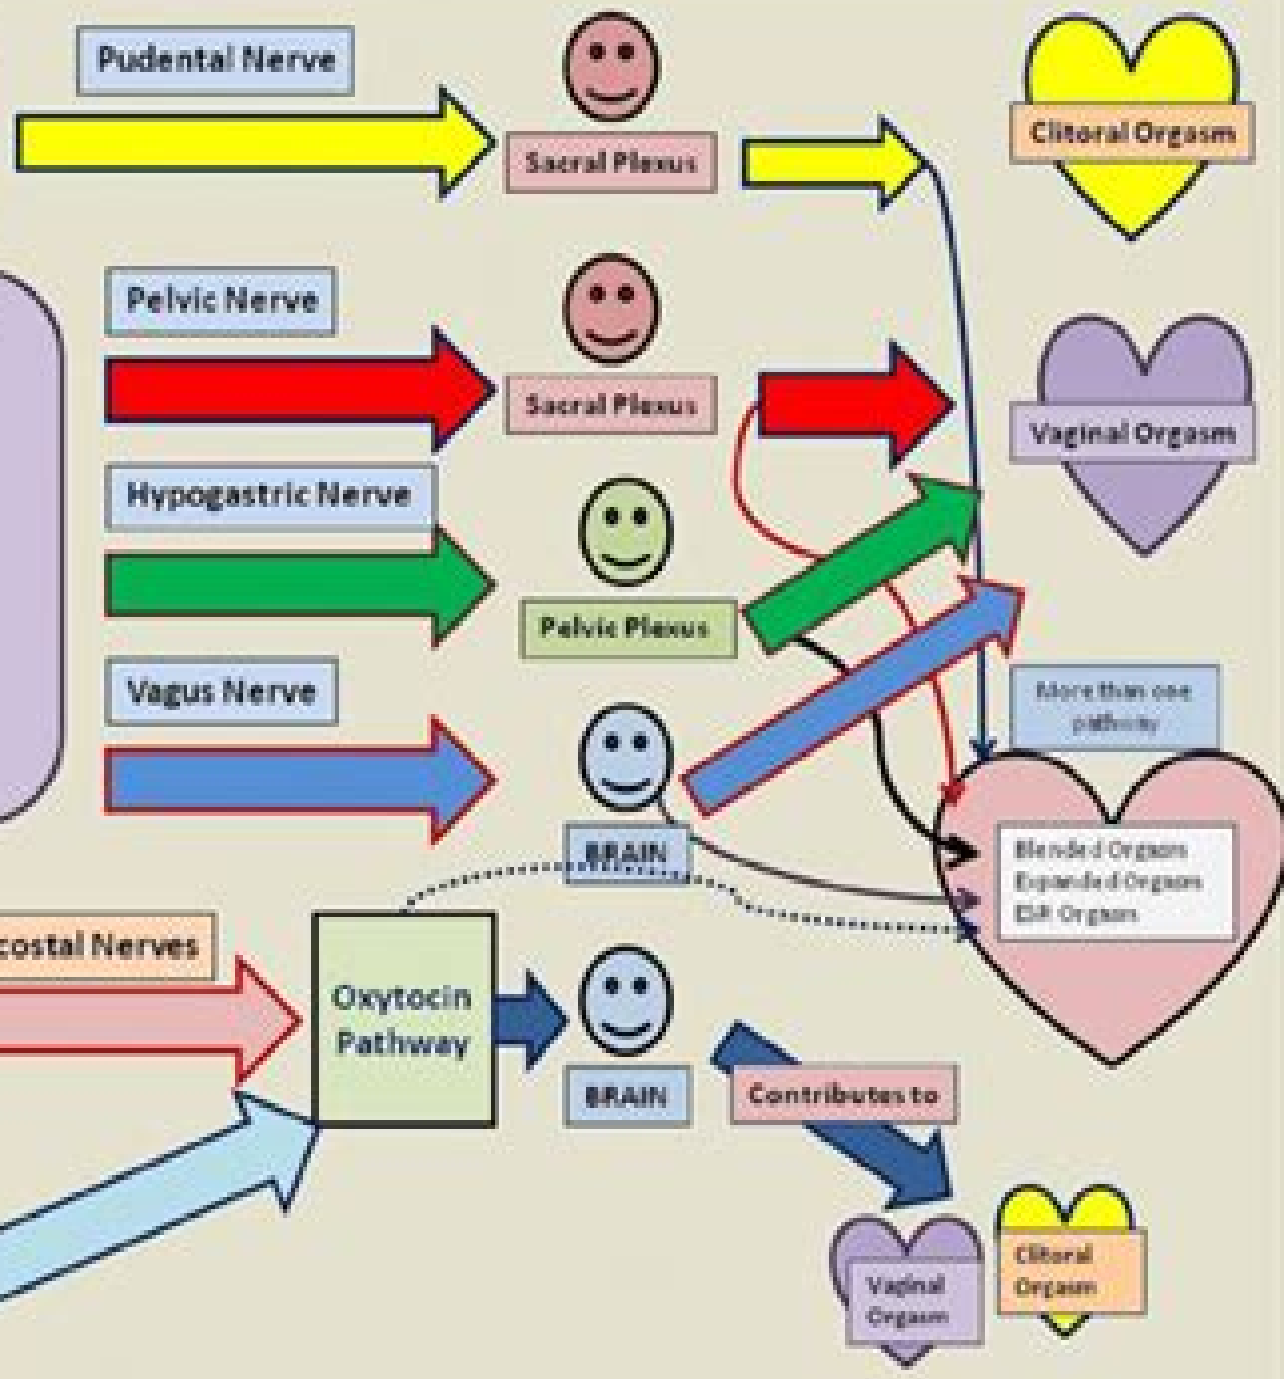 Pudental Nerve
Sacral Plexus
Clitoral Orgasm
Pelvic Nerve
Sacral Plexus
Vaginal Orgasm
Hypogastric Nerve
Pelvic Plexus
Vagus Nerve
More than one
pathway
BRAIN
Blended Orgasm
Expanded Orgasm
ESR Orgasm
costal Nerves
Oxytocin
Pathway
BRAIN
Contributes to
Vaginal
Orgasm
Clitoral
Orgasm